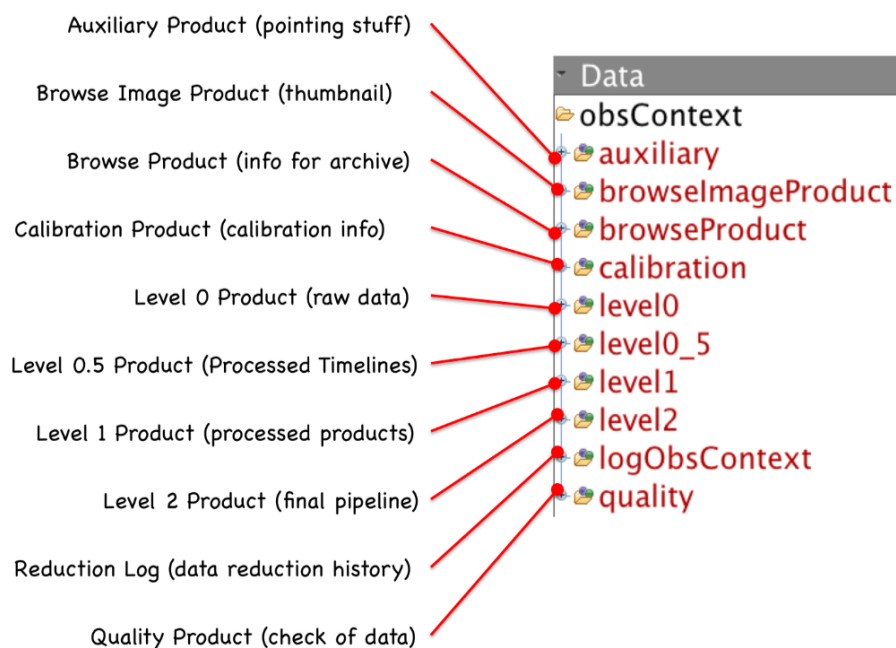 Auxiliary Product (pointing stuff)
Browse Image Product (thumbnail)
Browse Product (info for archive)
Calibration Product (calibration info)
Level 0 Product (raw data)
Level 0.5 Product (Processed Timelines)
Level 1 Product (processed products)
Level 2 Product (final pipeline)
Reduction Log (data reduction history)
Quality Product (check of data)
Data
obsContext
auxiliary
browseImageProduct
browseProduct
calibration
level0
level0_5
level1
level2
logObsContext
quality